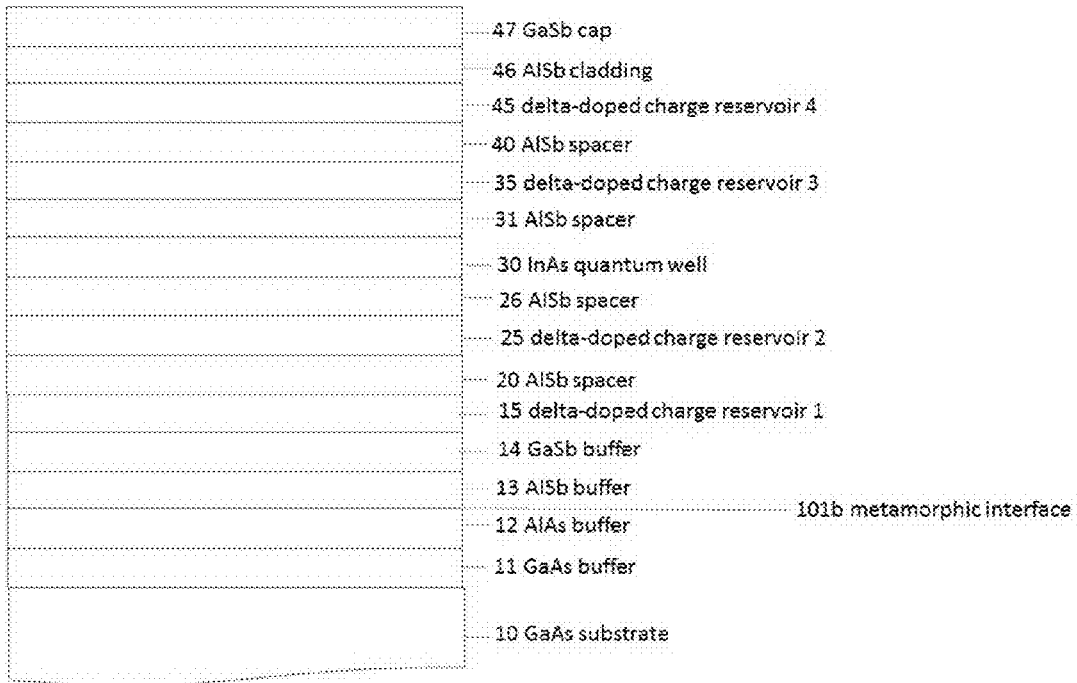 47 GaSb cap
46 AlSb cladding
45 delta-doped charge reservoir 4
40 AlSb spacer
35 delta-doped charge reservoir 3
31 AlSb spacer
30 InAs quantum well
26 AlSb spacer
25 delta-doped charge reservoir 2
20 AlSb spacer
15 delta-doped charge reservoir 1
14 GaSb buffer
13 AlSb buffer
101b metamorphic interface
12 AlAs buffer
11 GaAs buffer
10 GaAs substrate